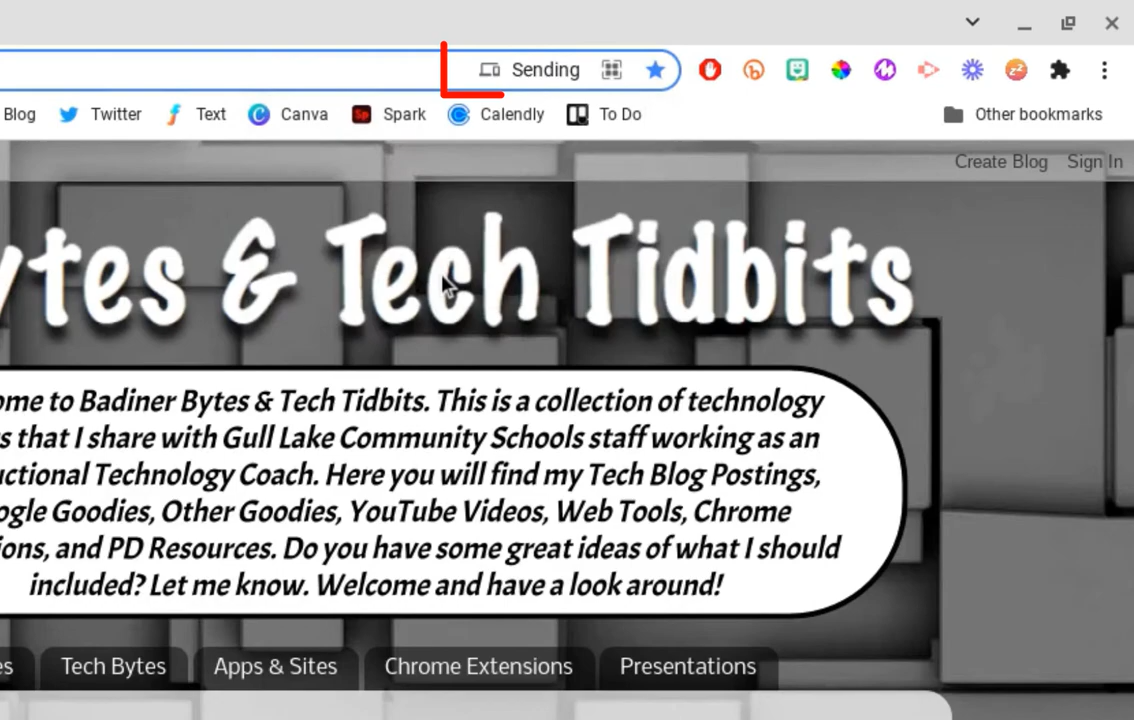 Sending
Blog Twitter Text Canva Spark Calendly To Do Other bookmarks
Create Blog Sign In
ytes & Tech Tidbits
ome to Badiner Bytes & Tech Tidbits. This is a collection of technology
s that I share with Gull Lake Community Schools staff working as an
uctional Technology Coach. Here you will find my Tech Blog Postings,
ogle Goodies, Other Goodies, YouTube Videos, Web Tools, Chrome
ions, and PD Resources. Do you have some great ideas of what I should
included? Let me know. Welcome and have a look around!
es Tech Bytes Apps & Sites Chrome Extensions Presentations